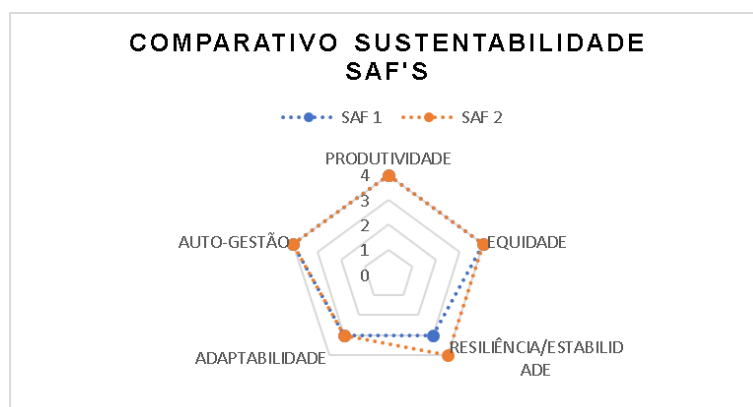 COMPARATIVO SUSTENTABILIDADE
SAF'S
SAF 1
SAF 2
PRODUTIVIDADE
4
3
2
1
0
AUTO-GESTÃO
EQUIDADE
ADAPTABILIDADE
RESILIÊNCIA/ESTABILID
ADE